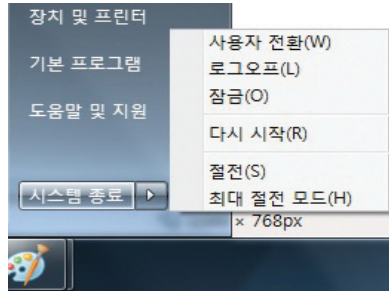 장치 및 프린터
기본 프로그램
도움말 및 지원
시스템 종료
사용자 전환(W)
로그오프(L)
잠금(O)
다시 시작(R)
절전(S)
최대 절전 모드(H)
× 768px